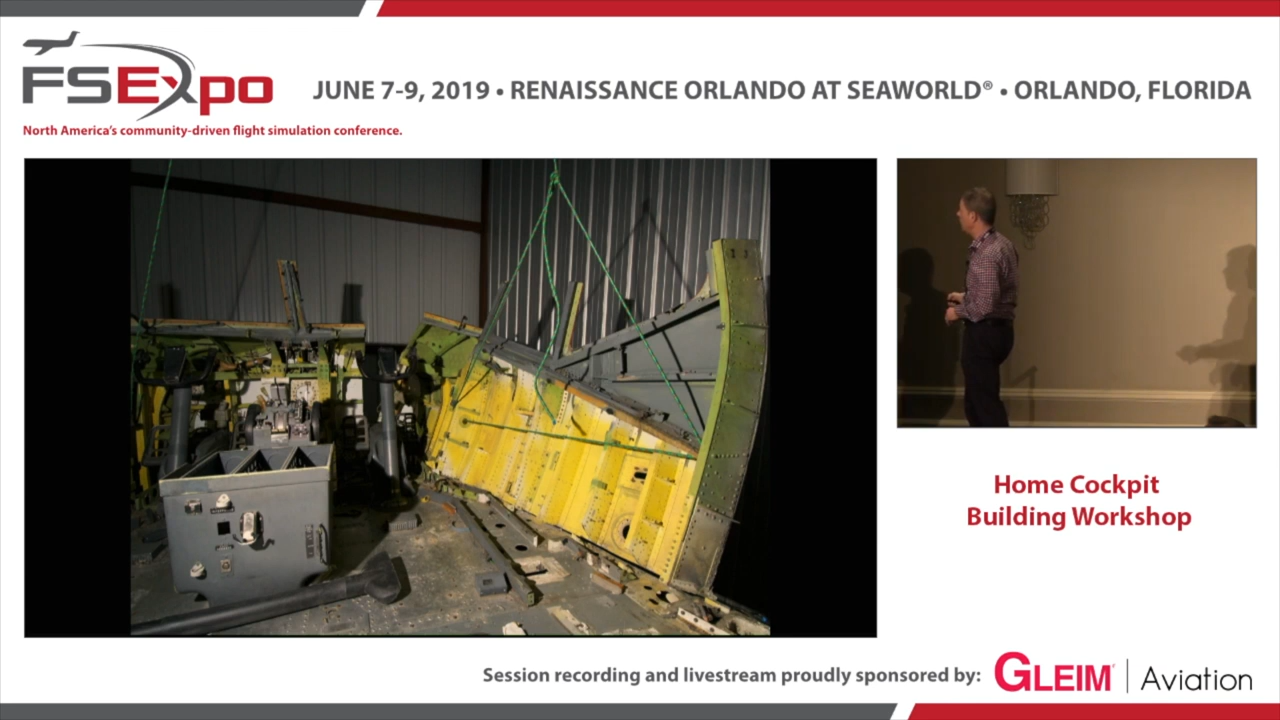 FSExpo
JUNE 7-9, 2019 • RENAISSANCE ORLANDO AT SEAWORLD® • ORLANDO, FLORIDA
North America's community-driven flight simulation conference.
Home Cockpit
Building Workshop
Session recording and livestream proudly sponsored by:
GLEIM® | Aviation